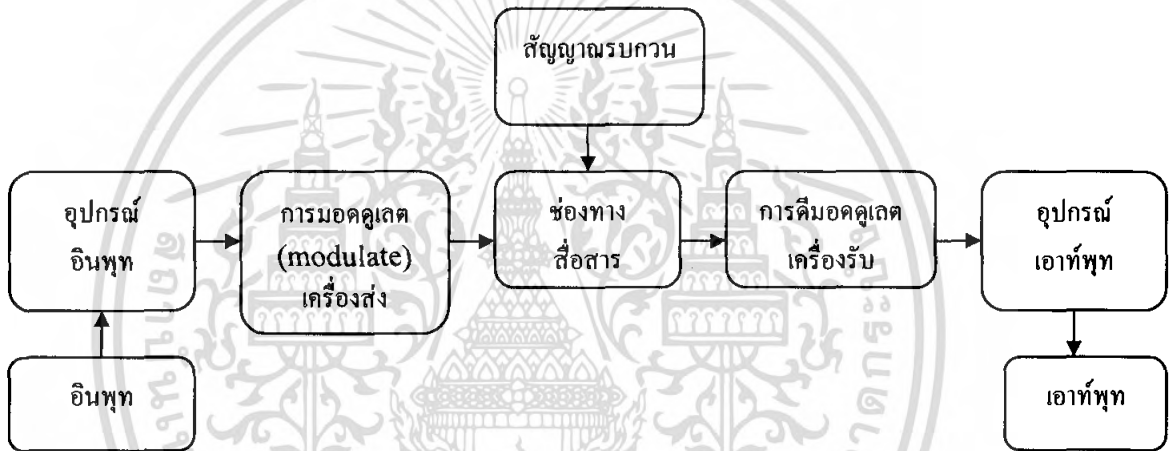 สัญญาณรบกวน
อุปกรณ์
อินพุท
การมอดดูเลต
(modulate)
เครื่องส่ง
ช่องทาง
สื่อสาร
การดีมอดดูเลต
เครื่องรับ
อุปกรณ์
เอาท์พุท
อินพุท
เอาท์พุท